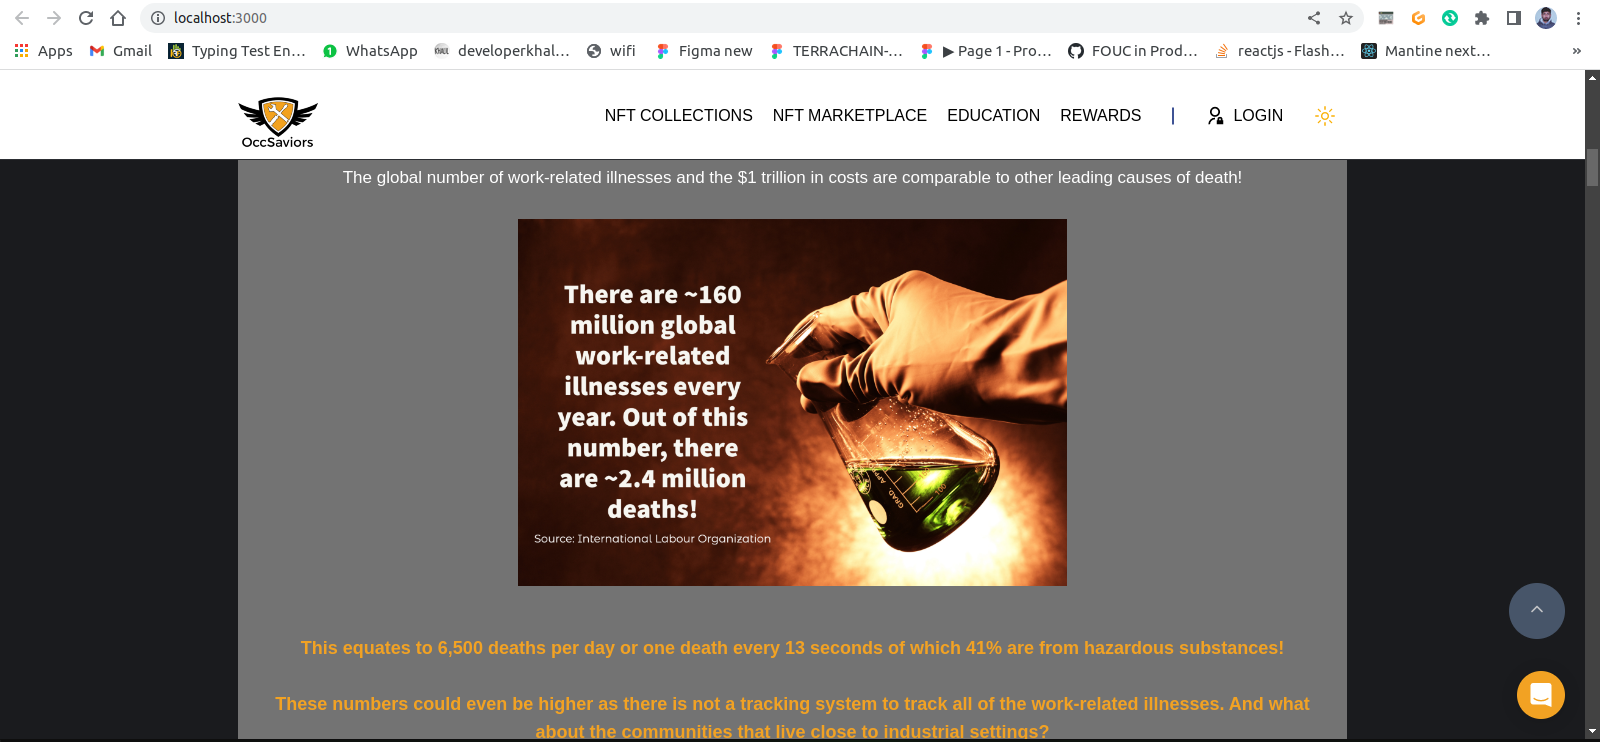 localhost:3000
Apps Gmail Typing Test En… WhatsApp developerkhal… wifi Figma new TERRACHAIN-… ▶ Page 1 - Pro… FOUC in Prod… reactjs - Flash… Mantine next… »
OccSaviors
NFT COLLECTIONS NFT MARKETPLACE EDUCATION REWARDS | LOGIN
The global number of work-related illnesses and the $1 trillion in costs are comparable to other leading causes of death!
There are ~160
million global
work-related
illnesses every
year. Out of this
number, there
are ~2.4 million
deaths!
Source: International Labour Organization
GRAD.
100
This equates to 6,500 deaths per day or one death every 13 seconds of which 41% are from hazardous substances!
These numbers could even be higher as there is not a tracking system to track all of the work-related illnesses. And what
about the communities that live close to industrial settings?